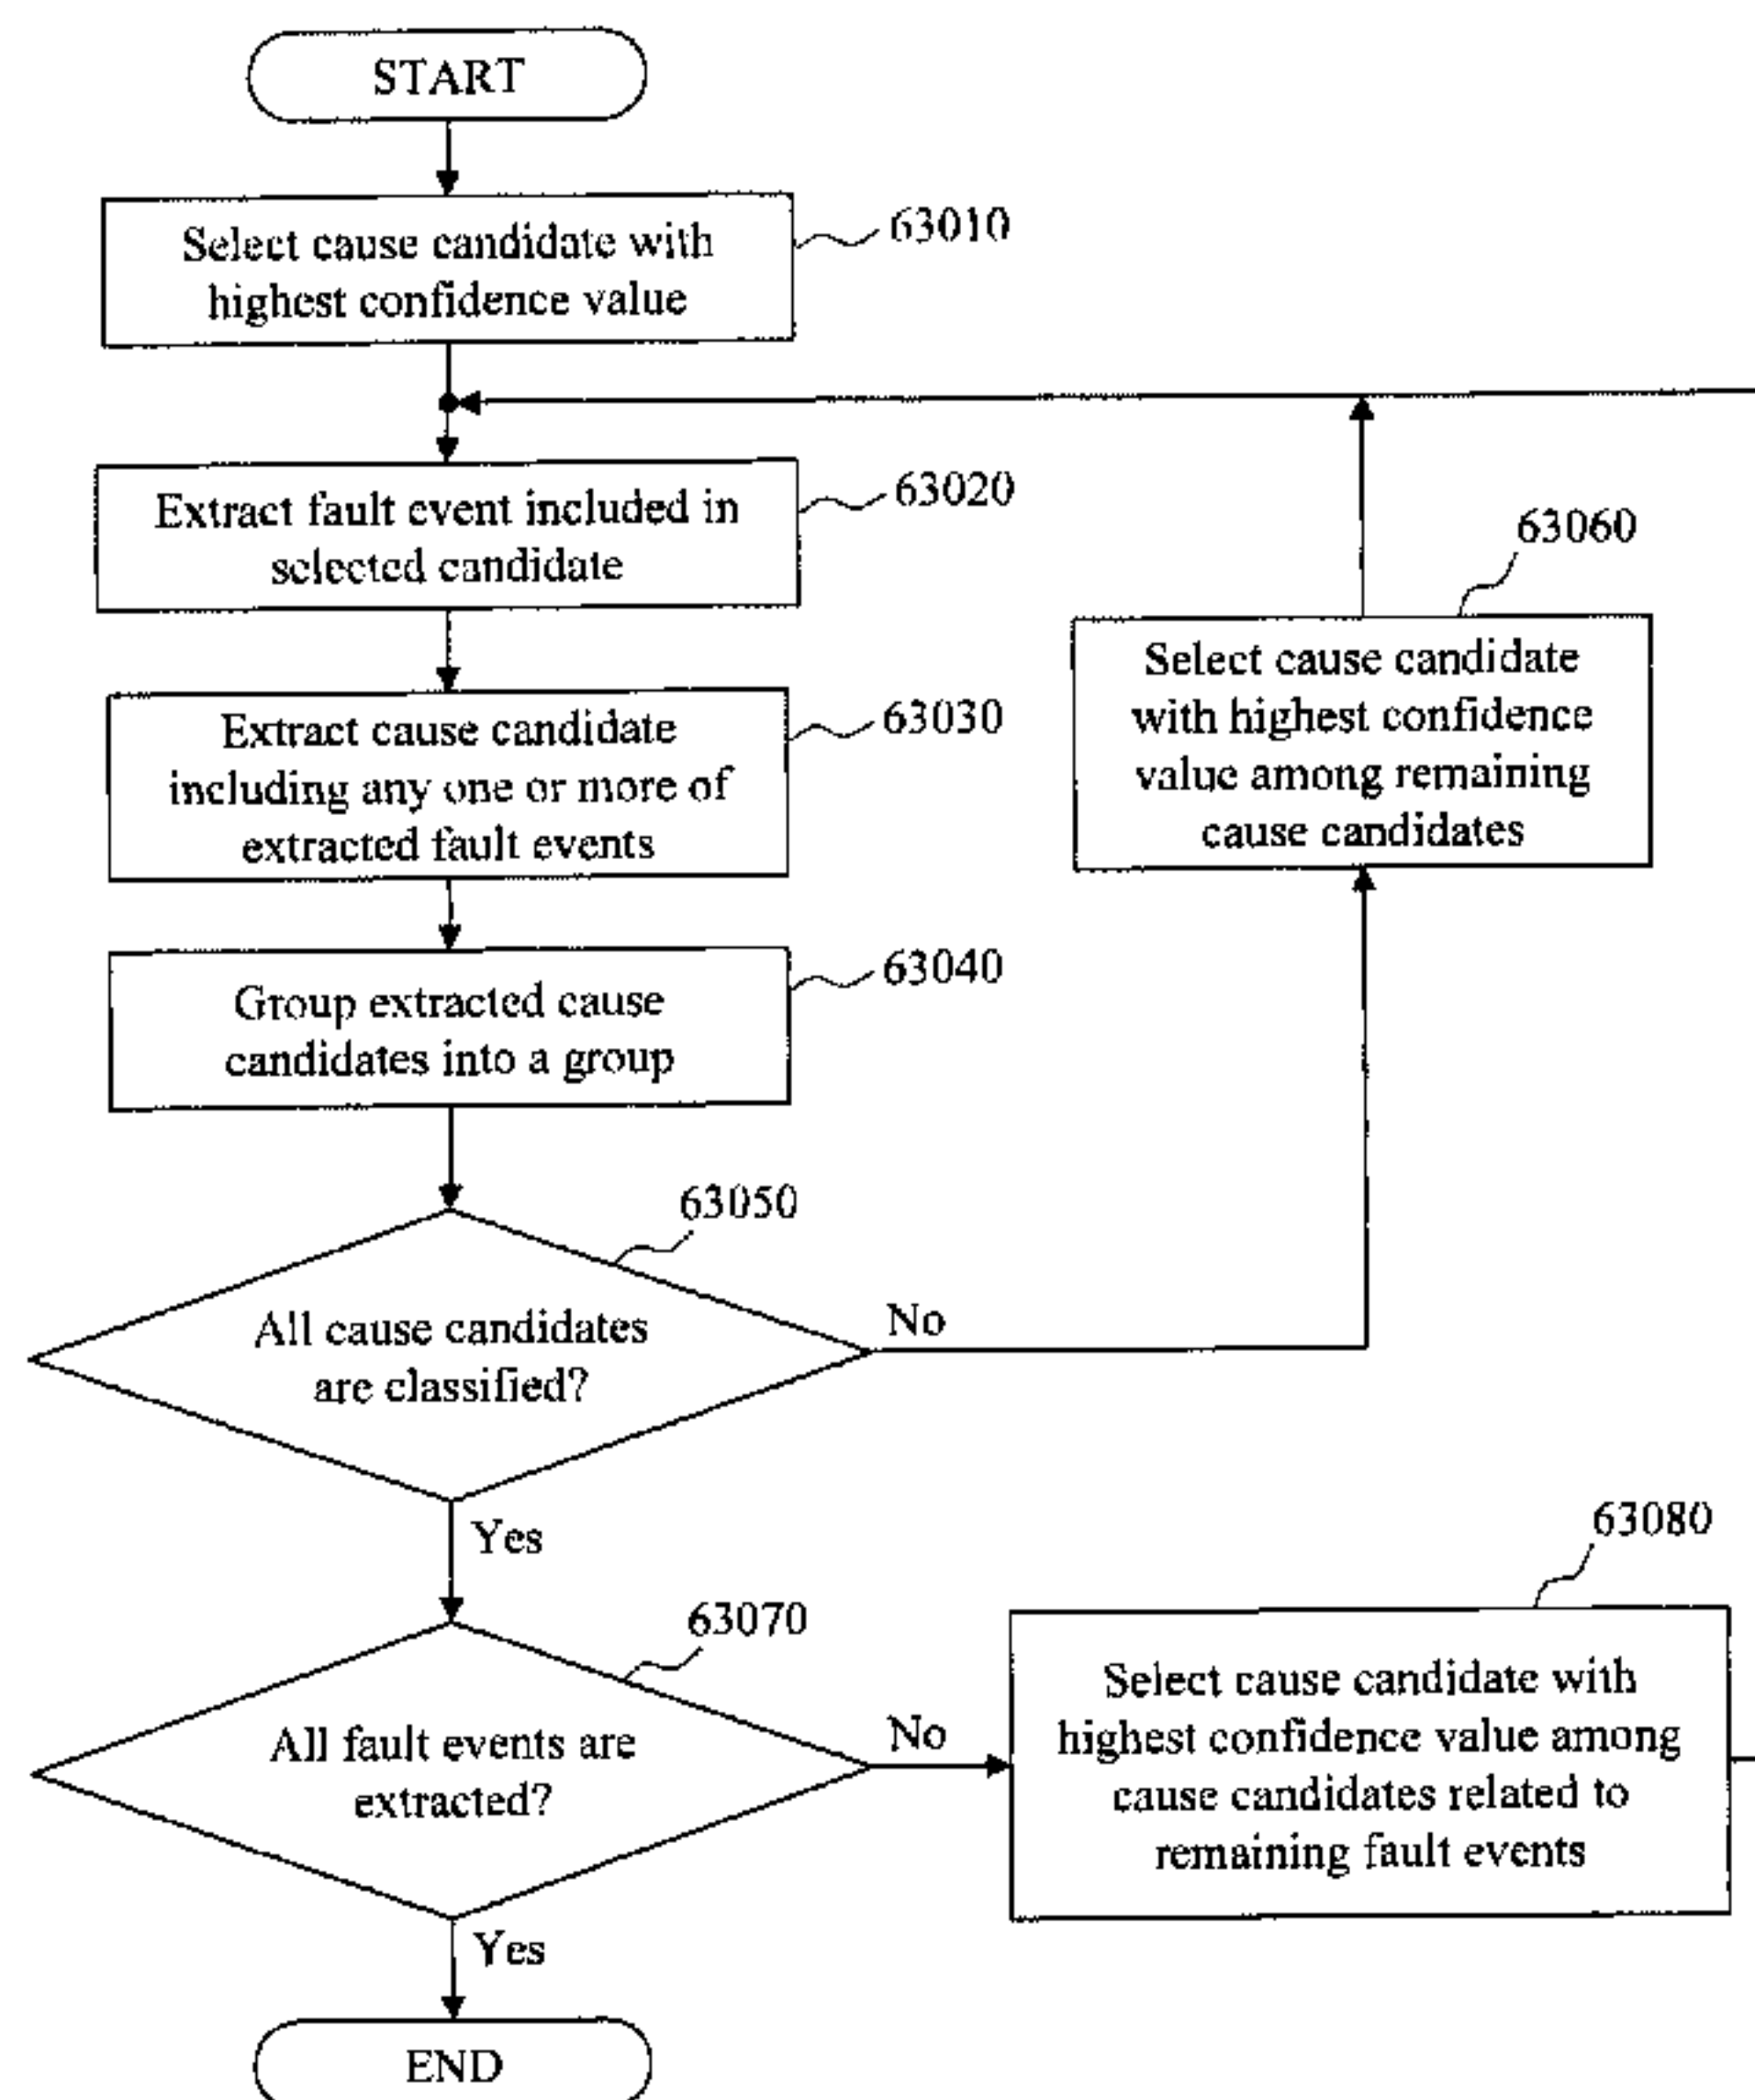 START
Select cause candidate with
highest confidence value
63010
Extract fault event included in
selected candidate
63020
63060
Select cause candidate
with highest confidence
value among remaining
cause candidates
Extract cause candidate
including any one or more of
extracted fault events
63030
Group extracted cause
candidates into a group
63040
63050
All cause candidates
are classified?
No
Yes
63070
All fault events are
extracted?
No
63080
Select cause candidate with
highest confidence value among
cause candidates related to
remaining fault events
Yes
END